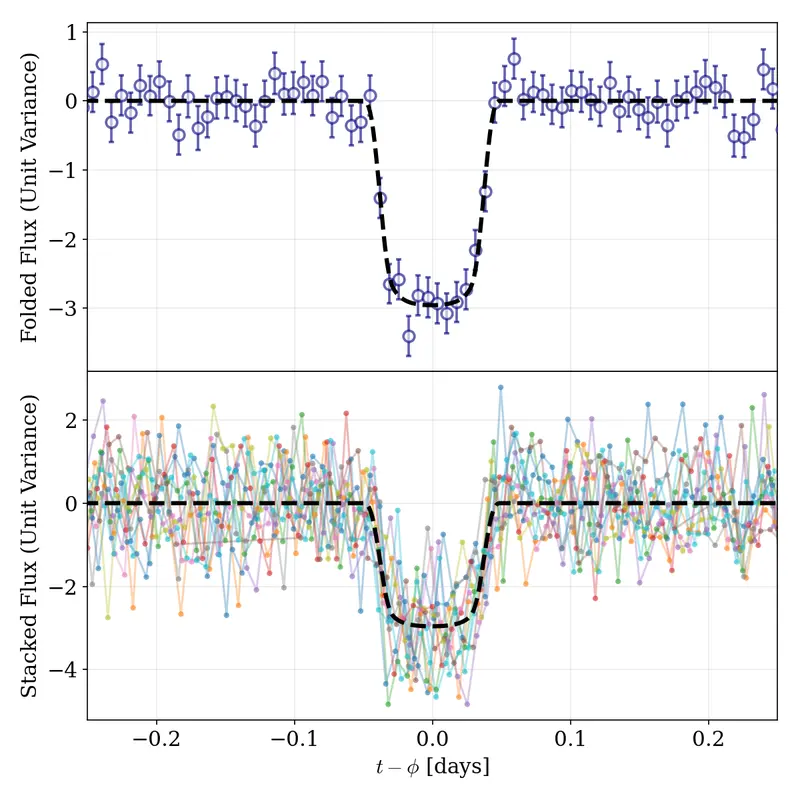 Folded Flux (Unit Variance)
1
0
−1
−2
−3
Stacked Flux (Unit Variance)
2
0
−2
−4
−0.2 −0.1 0.0 0.1 0.2
t − ϕ [days]